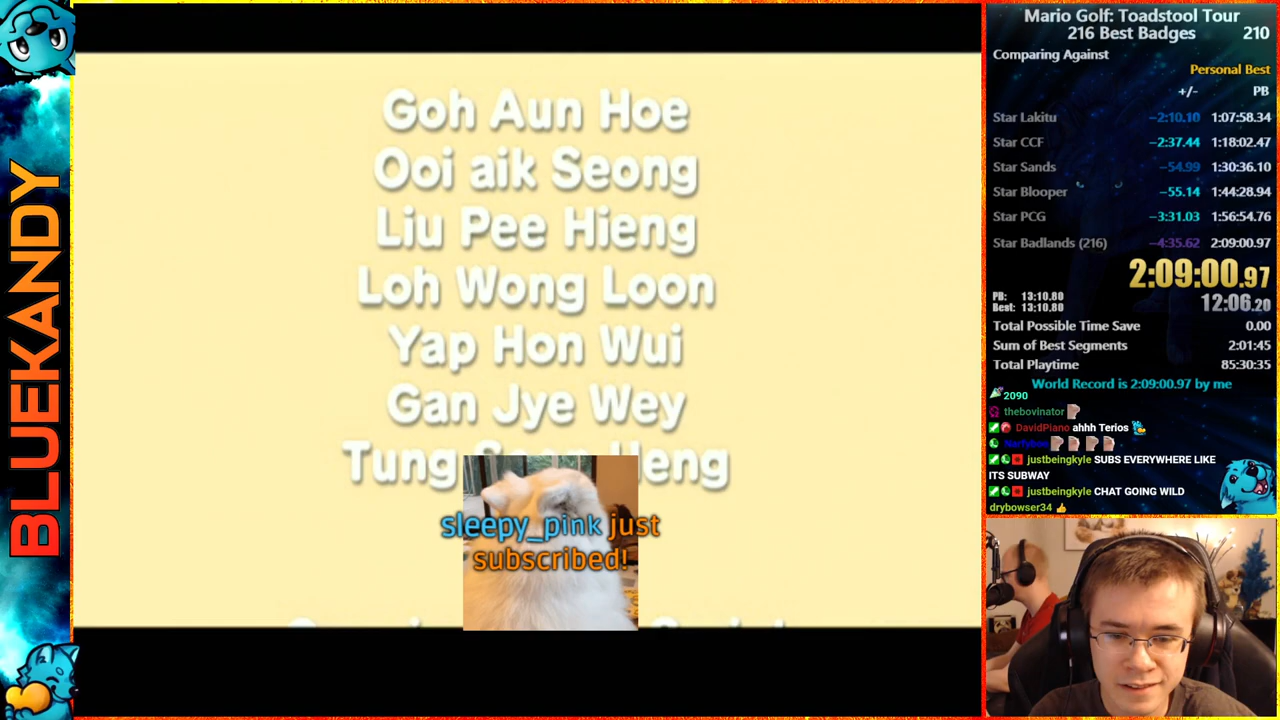 BLUEKANDY
Goh Aun Hoe
Ooi aik Seong
Liu Pee Hieng
Loh Wong Loon
Yap Hon Wui
Gan Jye Wey
Tung Heng
sleepy_pink just
subscribed!
Mario Golf: Toadstool Tour
216 Best Badges 210
Comparing Against
Personal Best
+/- PB
Star Lakitu −2:10.10 1:07:58.34
Star CCF −2:37.44 1:18:02.47
Star Sands −54.99 1:30:36.10
Star Blooper −55.14 1:44:28.94
Star PCG −3:31.03 1:56:54.76
Star Badlands (216) −4:35.62 2:09:00.97
2:09:00.97
PB: 13:10.80
Best: 13:10.80
12:06.20
Total Possible Time Save 0.00
Sum of Best Segments 2:01:45
Total Playtime 85:30:35
World Record is 2:09:00.97 by me
2090
thebovinator
DavidPiano ahhh Terios
Narfyboo
justbeingkyle SUBS EVERYWHERE LIKE
ITS SUBWAY
justbeingkyle CHAT GOING WILD
drybowser34